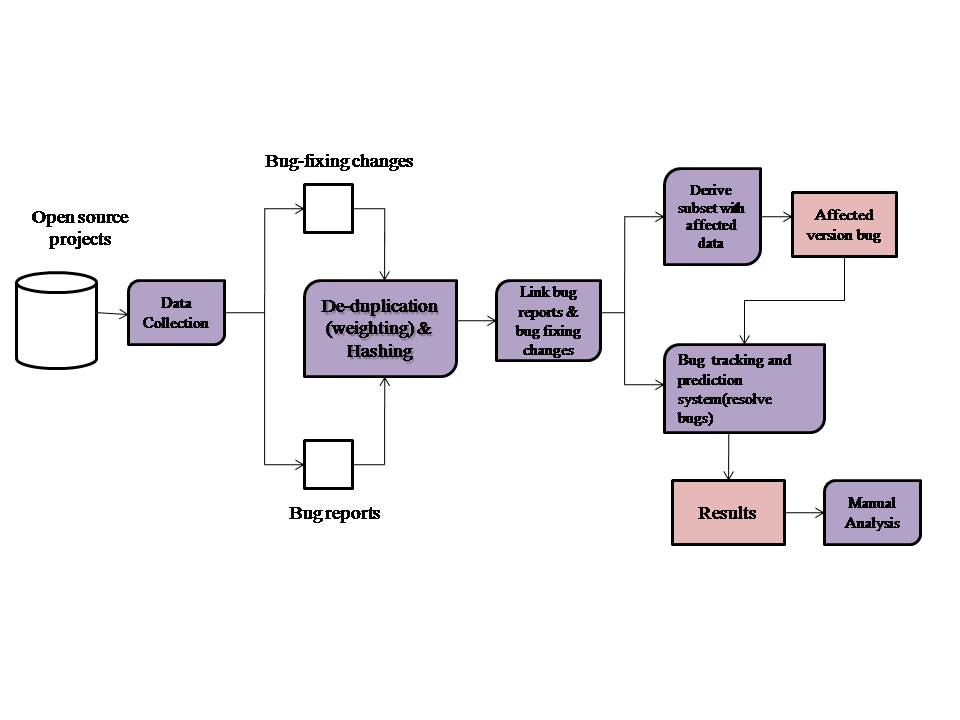 Bug-fixing changes
Open source
projects
Data
Collection
De-duplication
(weighting) &
Hashing
Bug reports
Link bug
reports &
bug fixing
changes
Derive
subset with
affected
data
Affected
version bug
Bug tracking and
prediction
system(resolve
bugs)
Results
Manual
Analysis